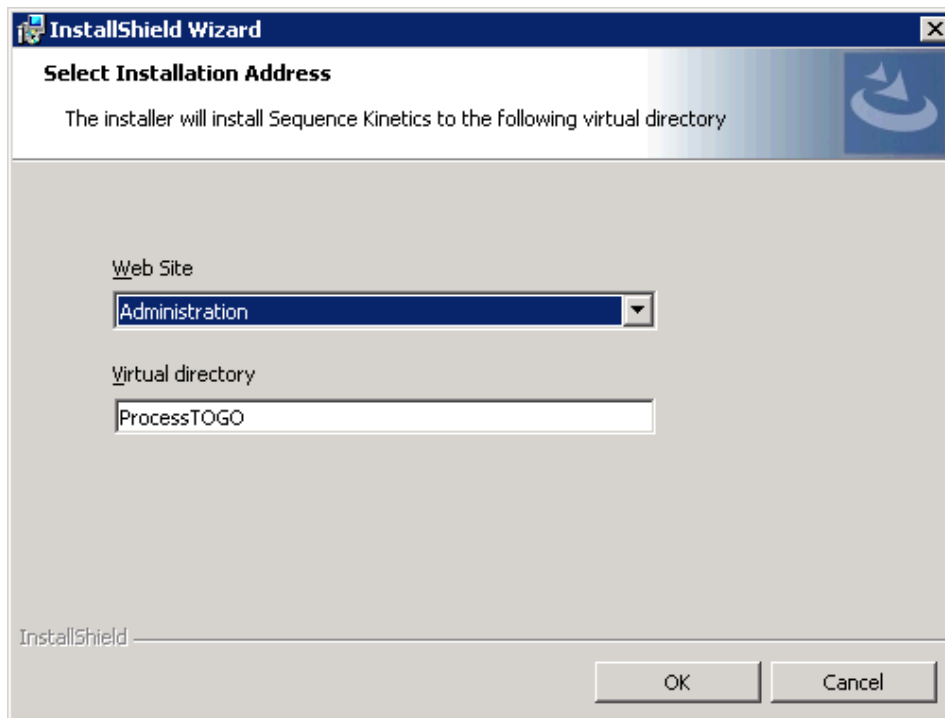 InstallShield Wizard
Select Installation Address
The installer will install Sequence Kinetics to the following virtual directory
Web Site
Administration
Virtual directory
ProcessTOGO
InstallShield
OK Cancel